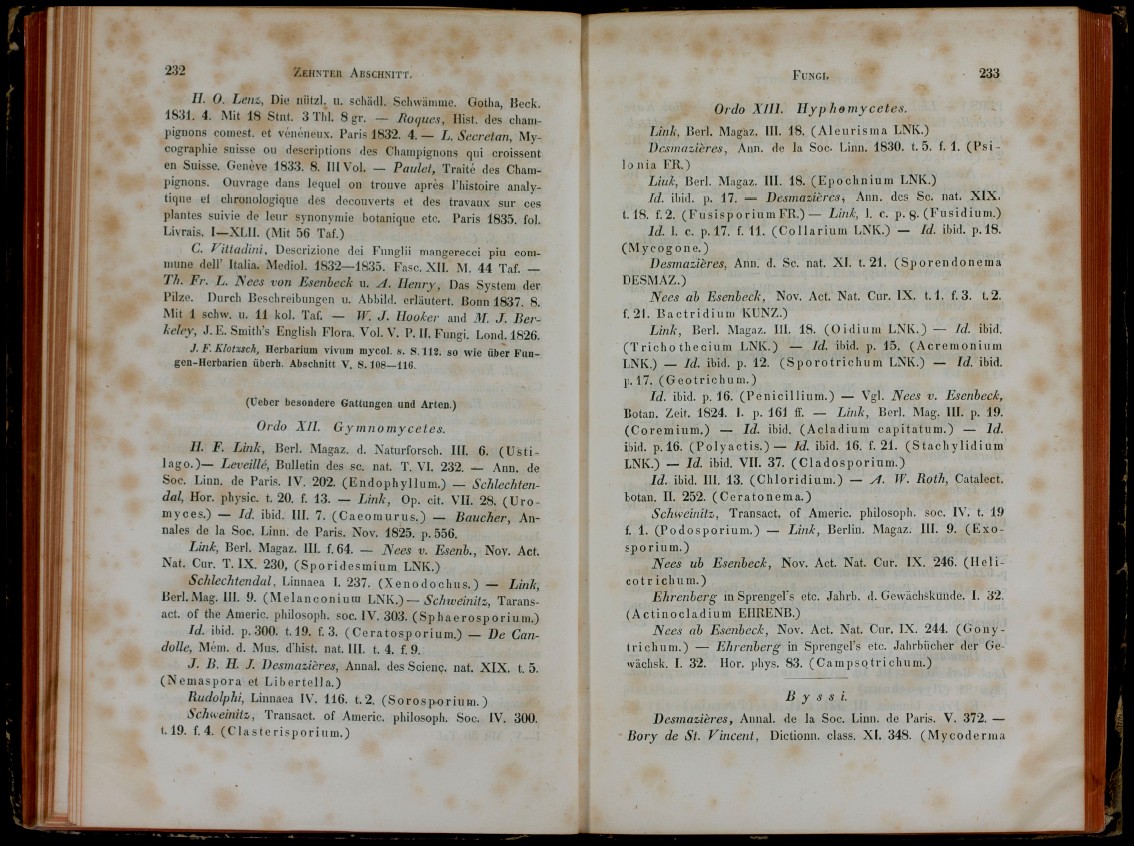 232 ZEHNTER ABSCHNITT.
H. O. Lenz, Die nützl. u. schädl. Schwämme. Gotha, Beck.
1831. 4. Mit 18 Stnt. 3 Thl. 8 gr. — Roques, Hist. des cham-
pignons comest. et vénéneux. Paris 1832. 4. — L. Secretan, My-
cographie suisse ou descriptions des Champignons qui croissent
en Suisse. Genève 1833. 8. III Vol. — Paulet, Traité des Cham-
pignons. Ouvrage dans lequel on trouve après l'histoire analy-
tique et chronologique des decouverts et des travaux sur ces
plantes suivie de leur synonymie botanique etc. Paris 1835. fol.
Livrais. I—XLII. (Mit 56 Taf.)
C. Vittadini, Descrizione dei Funglii mangerecci piu com-
mune dell' Italia. Mediol. 1832—1835. Fasc. XII. M. 44 Taf. —
Th. Fr. L. Nees von Esenbeck u. A. Henry, Das System der
Pilze. Durch Beschreibungen u. Abbild. erläutert. Bonn 1837. 8.
Mit 1 schw. u. 11 kol. Taf. — W. J. Hooker and M. J. Ber-
keley, J. E. Smith's English Flora. Vol. V. P. II. Fungi. Lond. 1826.
J. F. Klotzsch, Herbarium vivum mycol. s. S. 112. so wie über Fun-
gen-Herbarien überh. Abschnitt V. S. 108—116.
(Ueber besondere Gattungen und Arten.)
Ordo XII. Gymnomycetes.
H. F. Link, Berl. Magaz. d. Naturforsch. III. 6. (Usti-
lago.)— Leveillé, Bulletin des sc. nat. T. VI. 232. — Ann. de
Soc. Linn. de Paris. IV. 202. (Endophyllum.) — Schlechten-
dal, Hor. physic. t. 20. f. 13. — Link, Op. cit. VII. 28. (Uro-
myces.) — Id. ibid. III. 7. (Caeomurus.) — Baucher, An-
nales de la Soc. Linn. de Paris. Nov. 1825. p. 556.
Link, Berl. Magaz. III. f. 64. — Nees v. Esenb., Nov. Act.
Nat. Cur. T. IX. 230, (Sporidesmium LNK.)
Schlechtendal, Linnaea I. 237. (Xenodochus.) — Link,
Berl. Mag. III. 9. (Melanconium LNK.) — Schweinitz, Tarans-
act. of the Americ. philosoph. soc. IV. 303. (Sphaerosporium.)
Id. ibid. p. 300. t. 19. f. 3. (Ceratosporium.) — De Can-
dolle, Mém. d. Mus. d'hist. nat. III. t. 4. f. 9.
J. B. H. J. Desmazières, Annal. des Scienç. nat. XIX. t. 5.
(Nemaspora et Libertella.)
Rudolphi, Linnaea IV. 116. t. 2. (Sorosporium.)
Schweinitz, Transact. of Americ. philosoph. Soc. IV. 300.
t. 19. f. 4. (Clasterisporium.)
FUNGI. 233
Ordo XIII. Hyphomycetes.
Link, Berl. Magaz. III. 18. (Aleurisma LNK.)
Desmazières, Ann. de la Soc. Linn. 1830. t. 5. f. 1. (Psi-
lonia FR.)
Link, Berl. Magaz. III. 18. (Epochnium LNK.)
Id. ibid. p. 17. — Desmazières, Ann. des Sc. nat. XIX.
t. 18. f. 2. (Fusisporium FR.) — Link, l. c. p. 8. (Fusidium.)
Id. l. c. p. 17. f. 11. (Collarium LNK.) — Id. ibid. p. 18.
(Mycogone.)
Desmazières, Ann. d. Sc. nat. XI. t. 21. (Sporendonema
DESMAZ.)
Nees ab Esenbeck, Nov. Act. Nat. Cur. IX. t. 1. f. 3. t. 2.
f. 21. Bactridium KUNZ.)
Link, Berl. Magaz. III. 18. (Oidium LNK.) — Id. ibid.
(Trichothecium LNK.) — Id. ibid. p. 15. (Acremonium
LNK.) — Id. ibid. p. 12. (Sporotrichum LNK.) — Id. ibid.
p. 17. (Geotrichum.)
Id. ibid. p. 16. (Penicillium.) — Vgl. Nees v. Esenbeck,
Botan. Zeit. 1824. I. p. 161 ff. — Link, Berl. Mag. III. p. 19.
(Coremium.) — Id. ibid. (Acladium capitatum.) — Id.
ibid. p. 16. (Polyactis.) — Id. ibid. 16. f. 21. (Stachylidium
LNK.) — Id. ibid. VII. 37. (Cladosporium.)
Id. ibid. III. 13. (Chloridium.) — A. W. Roth, Catalect.
botan. II. 252. (Ceratonema.)
Schweinitz, Transact. of Americ. philosoph. soc. IV. t. 19
f. 1. (Podosporium.) — Link, Berlin. Magaz. III. 9. (Exo-
sporium.)
Nees ub Esenbeck, Nov. Act. Nat. Cur. IX. 246. (Heli-
cotrichum.)
Ehrenberg in Sprengel's etc. Jahrb. d. Gewächskunde. I. 32.
(Actinocladium EHRENB.)
Nees ab Esenbeck, Nov. Act. Nat. Cur. IX. 244. (Gony-
trichum.) — Ehrenberg in Sprengel's etc. Jahrbücher der Ge-
wächsk. I. 32. Hor. phys. 83. (Campsotrichum.)
Byssi.
Desmazières, Annal. de la Soc. Linn. de Paris. V. 372. —
Bory de St. Vincent, Dictionn. class. XI. 348. (Mycoderma